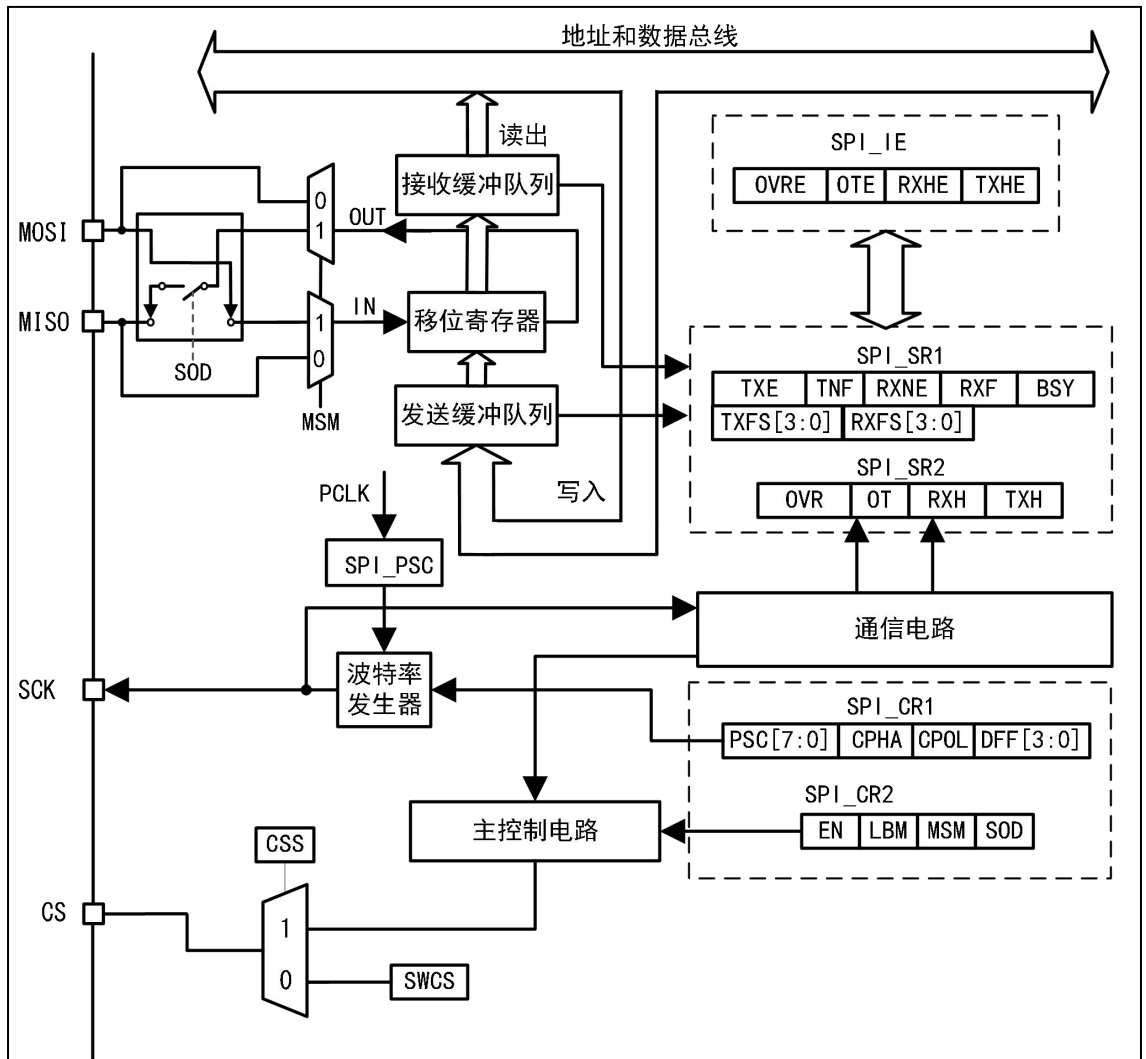 地址和数据总线
读出
SPI_IE
接收缓冲队列
OVRE OTE RXHE TXHE
0
MOSI
1
OUT
MISO
1
IN
移位寄存器
0
SOD
MSM
SPI_SR1
TXE TNF RXNE RXF BSY
发送缓冲队列
TXFS[3:0] RXFS[3:0]
SPI_SR2
PCLK
写入
OVR OT RXH TXH
SPI_PSC
通信电路
SCK
波特率
发生器
SPI_CR1
PSC[7:0] CPHA CPOL DFF[3:0]
SPI_CR2
主控制电路
EN LBM MSM SOD
CSS
CS
1
0
SWCS